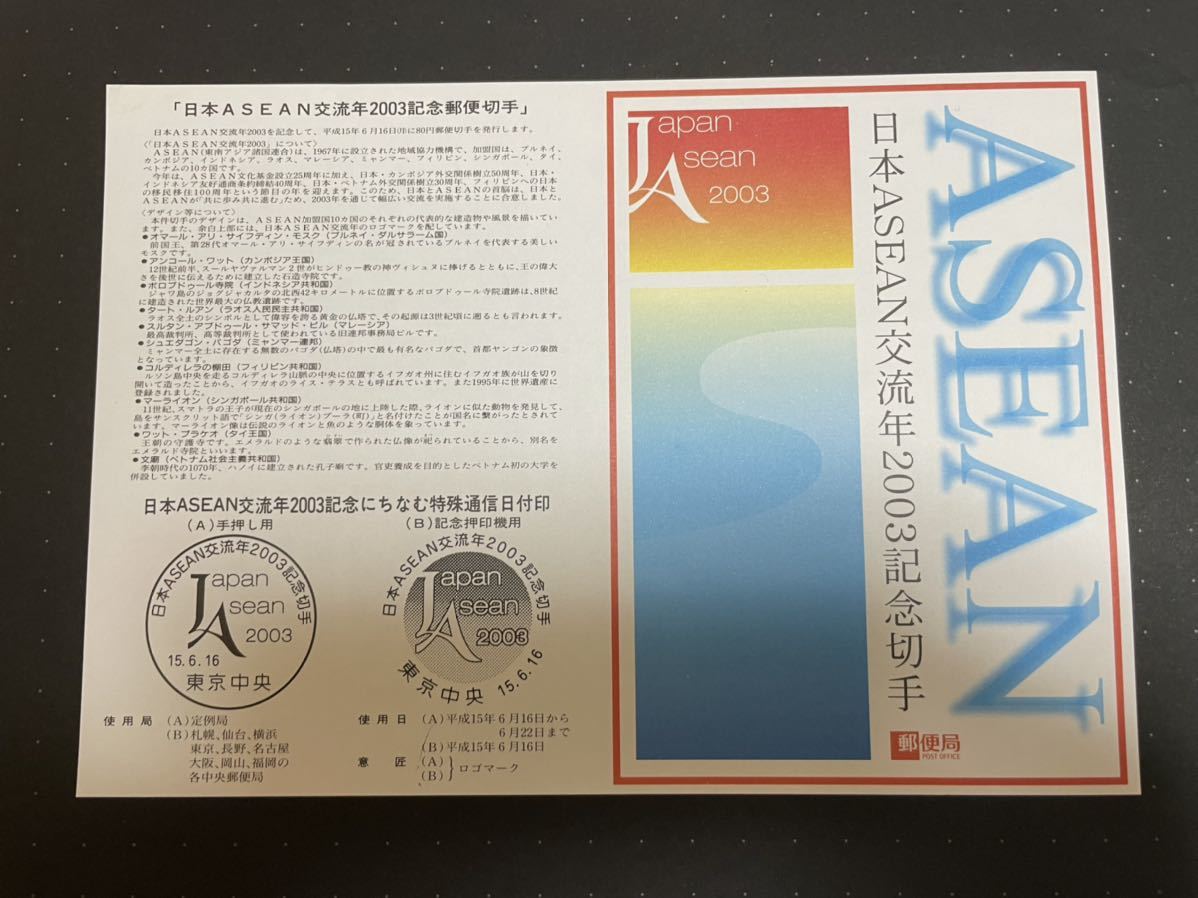 「日本ASEAN交流年2003記念郵便切手」
日本ASEAN交流年2003を記念して、平成15年6月16日(月)に80円郵便切手を発行します。
〈「日本ASEAN交流年2003」について〉
ASEAN(東南アジア諸国連合)は、1967年に設立された地域協力機構で、加盟国は、ブルネイ、
カンボジア、インドネシア、ラオス、マレーシア、ミャンマー、フィリピン、シンガポール、タイ、
ベトナムの10カ国です。
今年は、ASEAN文化基金設立25周年に加え、日本・カンボジア外交関係樹立50周年、日本・
インドネシア友好通商条約締結40周年、日本・ベトナム外交関係樹立30周年、フィリピンへの日本
の移民移住100周年という節目の年を迎えます。このため、日本とASEANの首脳は、日本と
ASEANが「共に歩み共に進む」ため、2003年を通じて幅広い交流を実施することに合意しました。
〈デザイン等について〉
本件切手のデザインは、ASEAN加盟国10カ国のそれぞれの代表的な建造物や風景を描いてい
ます。また、余白上部には、日本ASEAN交流年のロゴマークを配しています。
●オマール・アリ・サイフディン・モスク(ブルネイ・ダルサラーム国)
前国王、第28代オマール・アリ・サイフディンの名が冠されているブルネイを代表する美しい
モスクです。
●アンコール・ワット(カンボジア王国)
12世紀前半、スールヤヴァルマン2世がヒンドゥー教の神ヴィシュヌに捧げるとともに、王の偉大
さを後世に伝えるために建立した石造寺院です。
●ボロブドゥール寺院(インドネシア共和国)
ジャワ島のジョグジャカルタの北西42キロメートルに位置するボロブドゥール寺院遺跡は、8世紀
に建造された世界最大の仏教遺跡です。
●タート・ルアン(ラオス人民民主共和国)
ラオス全土のシンボルとして偉容を誇る黄金の仏塔で、その起源は3世紀頃に遡るとも言われます。
●スルタン・アブドゥール・サマッド・ビル(マレーシア)
最高裁判所、高等裁判所として使われている旧連邦事務局ビルです。
●シュエダゴン・パゴダ(ミャンマー連邦)
ミャンマー全土に存在する無数のパゴダ(仏塔)の中で最も有名なパゴダで、首都ヤンゴンの象徴
となっています。
●コルディレラの棚田(フィリピン共和国)
ルソン島中央を走るコルディレラ山脈の中央に位置するイフガオ州に住むイフガオ族が山を切り
開いて造ったことから、イフガオのライス・テラスとも呼ばれています。また1995年に世界遺産に
登録されました。
●マーライオン(シンガポール共和国)
11世紀、スマトラの王子が現在のシンガポールの地に上陸した際、ライオンに似た動物を発見して、
島をサンスクリット語で「シンガ(ライオン)プーラ(町)」と名付けたことが国名に繋がったとされて
います。マーライオン像は伝説のライオンと魚のような胴体を象っています。
●ワット・プラケオ(タイ王国)
王朝の守護寺です。エメラルドのような翡翠で作られた仏像が祀られていることから、別名を
エメラルド寺院といいます。
●文廟(ベトナム社会主義共和国)
李朝時代の1070年、ハノイに建立された孔子廟です。官吏養成を目的としたベトナム初の大学を
併設していました。
日本ASEAN交流年2003記念にちなむ特殊通信日付印
(A)手押し用
(B)記念押印機用
日本ASEAN交流年2003記念切手
Japan
Asean
2003
15.6.16
東京中央
日本ASEAN交流年2003記念切手
Japan
Asean
2003
東京中央 15.6.16
使用局 (A)定例局
(B)札幌、仙台、横浜
東京、長野、名古屋
大阪、岡山、福岡の
各中央郵便局
使用日 (A)平成15年6月16日から
6月22日まで
(B)平成15年6月16日
意匠 (A)
(B) ロゴマーク
Japan
Asean
2003
ASEAN
日本ASEAN交流年2003記念切手
郵便局
POST OFFICE